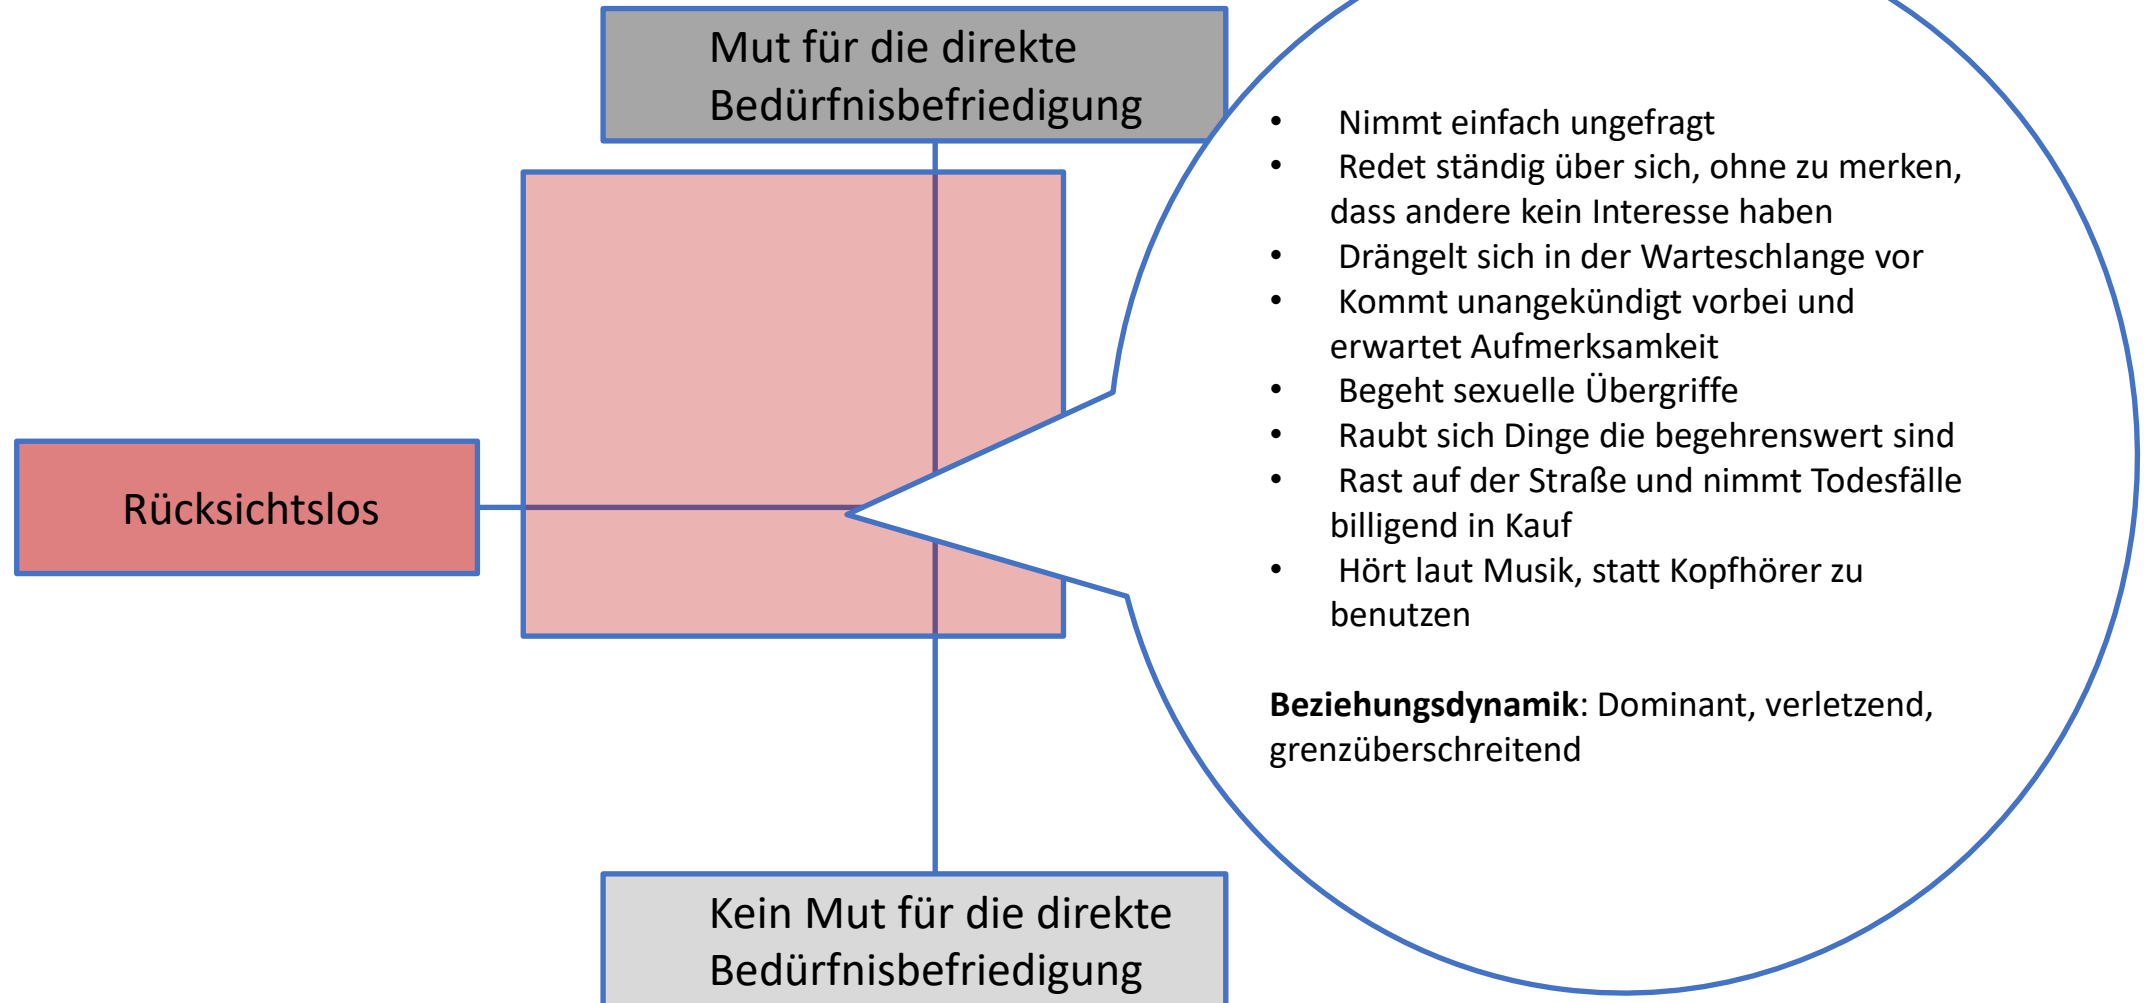 Mut für die direkte
Bedürfnisbefriedigung
• Nimmt einfach ungefragt
• Redet ständig über sich, ohne zu merken,
dass andere kein Interesse haben
• Drängelt sich in der Warteschlange vor
• Kommt unangekündigt vorbei und
erwartet Aufmerksamkeit
• Begeht sexuelle Übergriffe
• Raubt sich Dinge die begehrenswert sind
• Rast auf der Straße und nimmt Todesfälle
billigend in Kauf
• Hört laut Musik, statt Kopfhörer zu
benutzen
Beziehungsdynamik: Dominant, verletzend,
grenzüberschreitend
Rücksichtslos
Kein Mut für die direkte
Bedürfnisbefriedigung